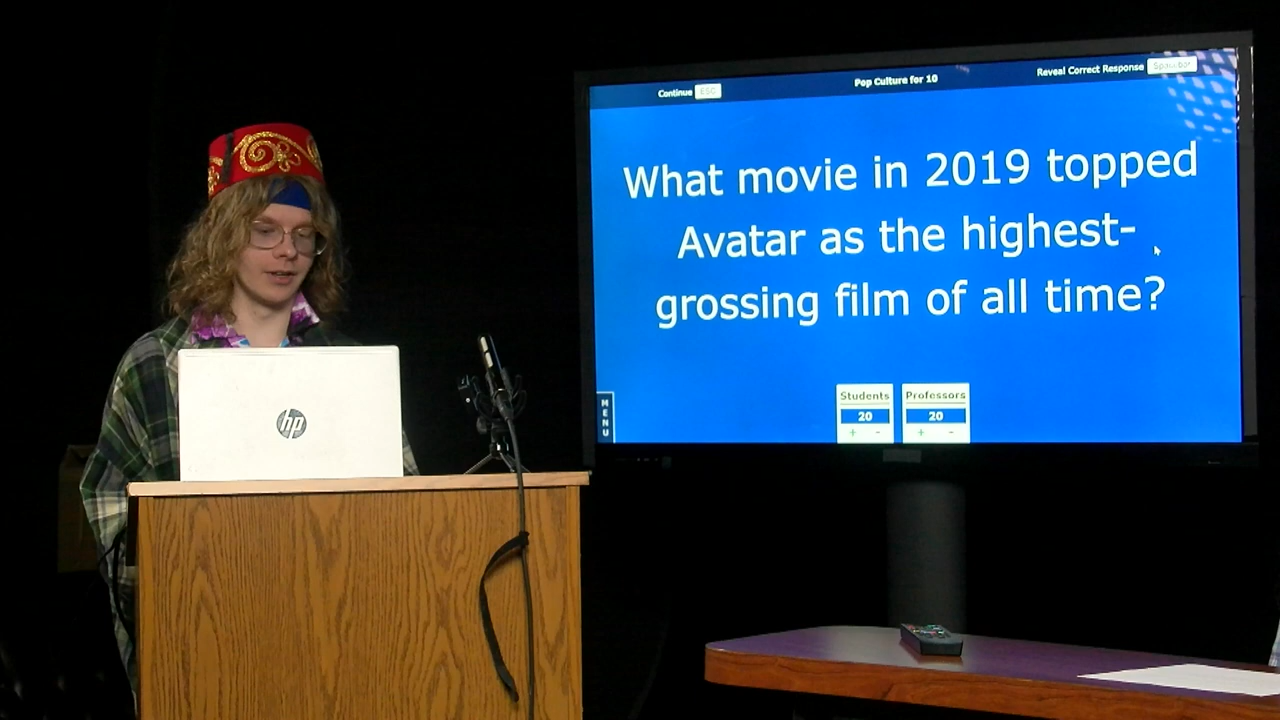 Continue ESC
Pop Culture for 10
Reveal Correct Response Spacebar
What movie in 2019 topped
Avatar as the highest-
grossing film of all time?
MENU
Students
20
+ -
Professors
20
+ -
hp